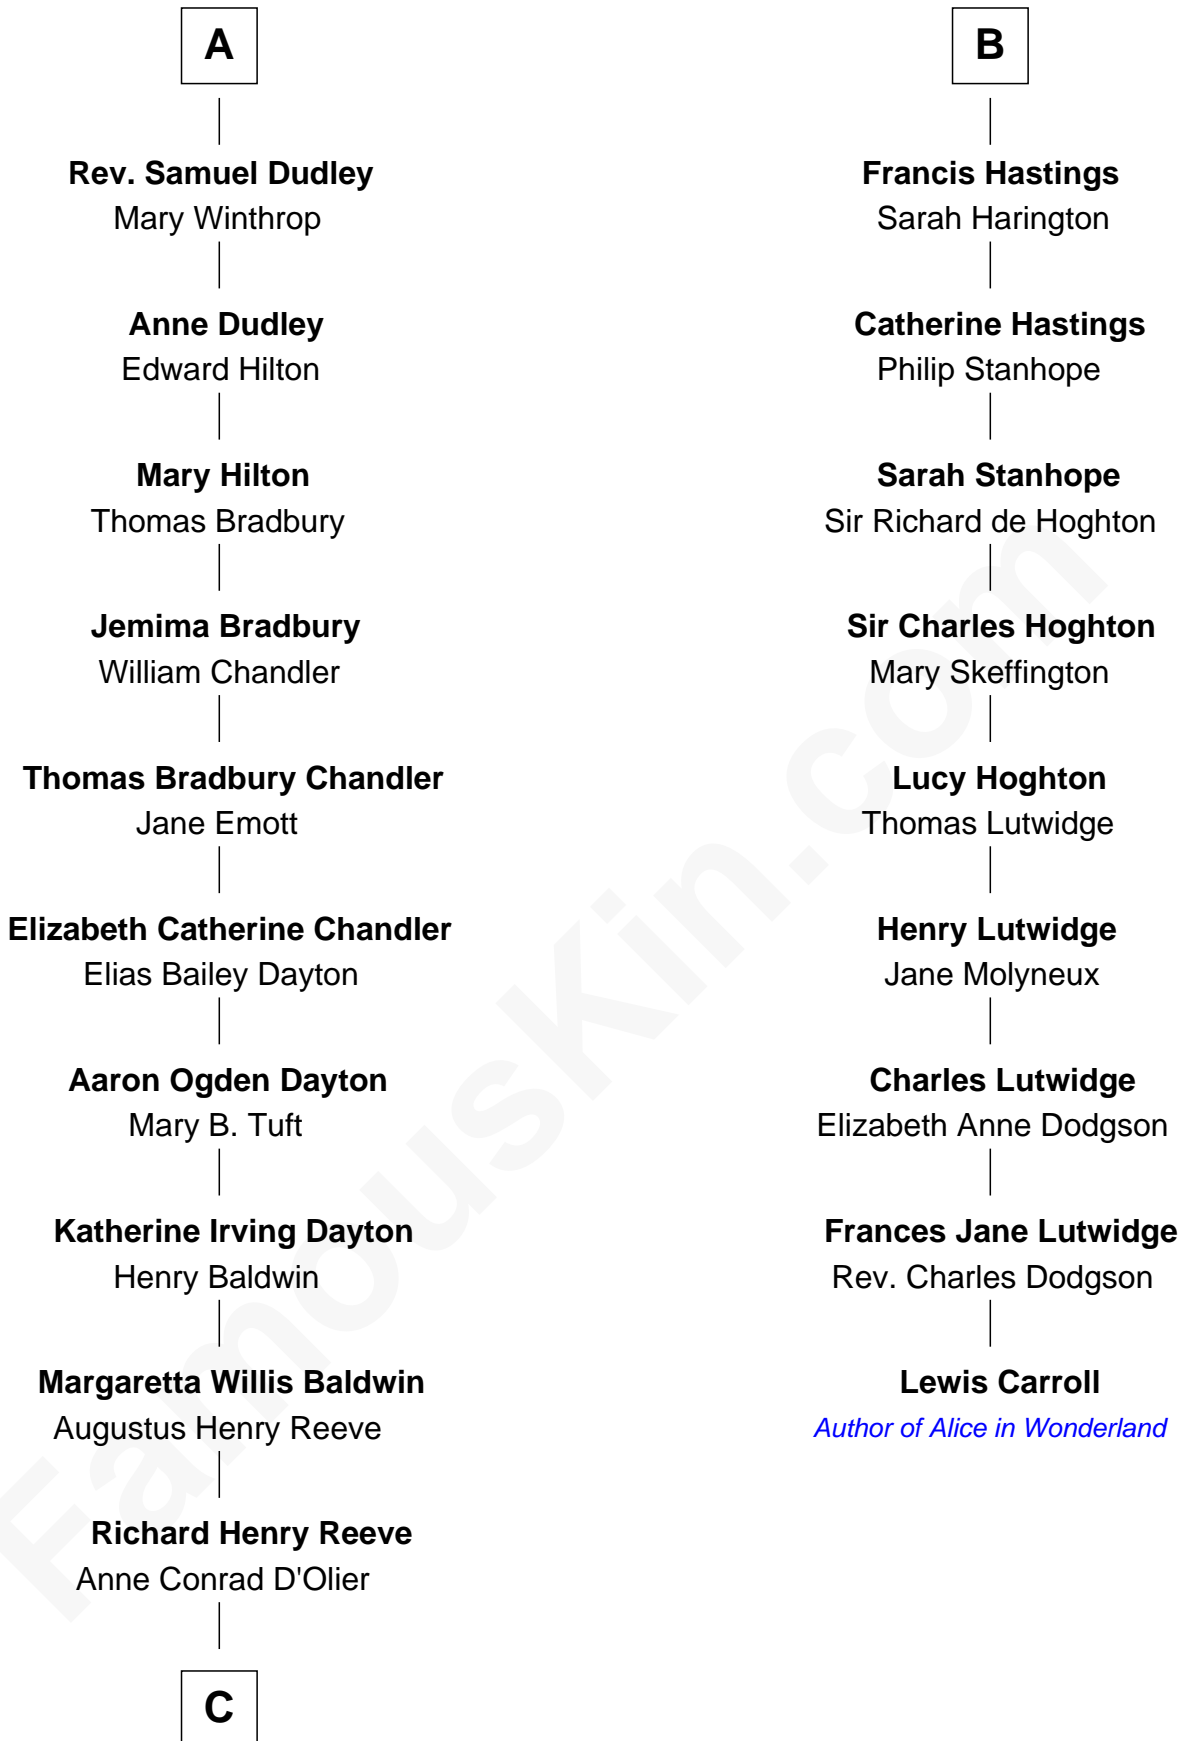 A
Rev. Samuel Dudley
Mary Winthrop
Anne Dudley
Edward Hilton
Mary Hilton
Thomas Bradbury
Jemima Bradbury
William Chandler
Thomas Bradbury Chandler
Jane Emott
Elizabeth Catherine Chandler
Elias Bailey Dayton
Aaron Ogden Dayton
Mary B. Tuft
Katherine Irving Dayton
Henry Baldwin
Margaretta Willis Baldwin
Augustus Henry Reeve
Richard Henry Reeve
Anne Conrad D'Olier
C
B
Francis Hastings
Sarah Harington
Catherine Hastings
Philip Stanhope
Sarah Stanhope
Sir Richard de Hoghton
Sir Charles Hoghton
Mary Skeffington
Lucy Hoghton
Thomas Lutwidge
Henry Lutwidge
Jane Molyneux
Charles Lutwidge
Elizabeth Anne Dodgson
Frances Jane Lutwidge
Rev. Charles Dodgson
Lewis Carroll
Author of Alice in Wonderland
FamousKin.com